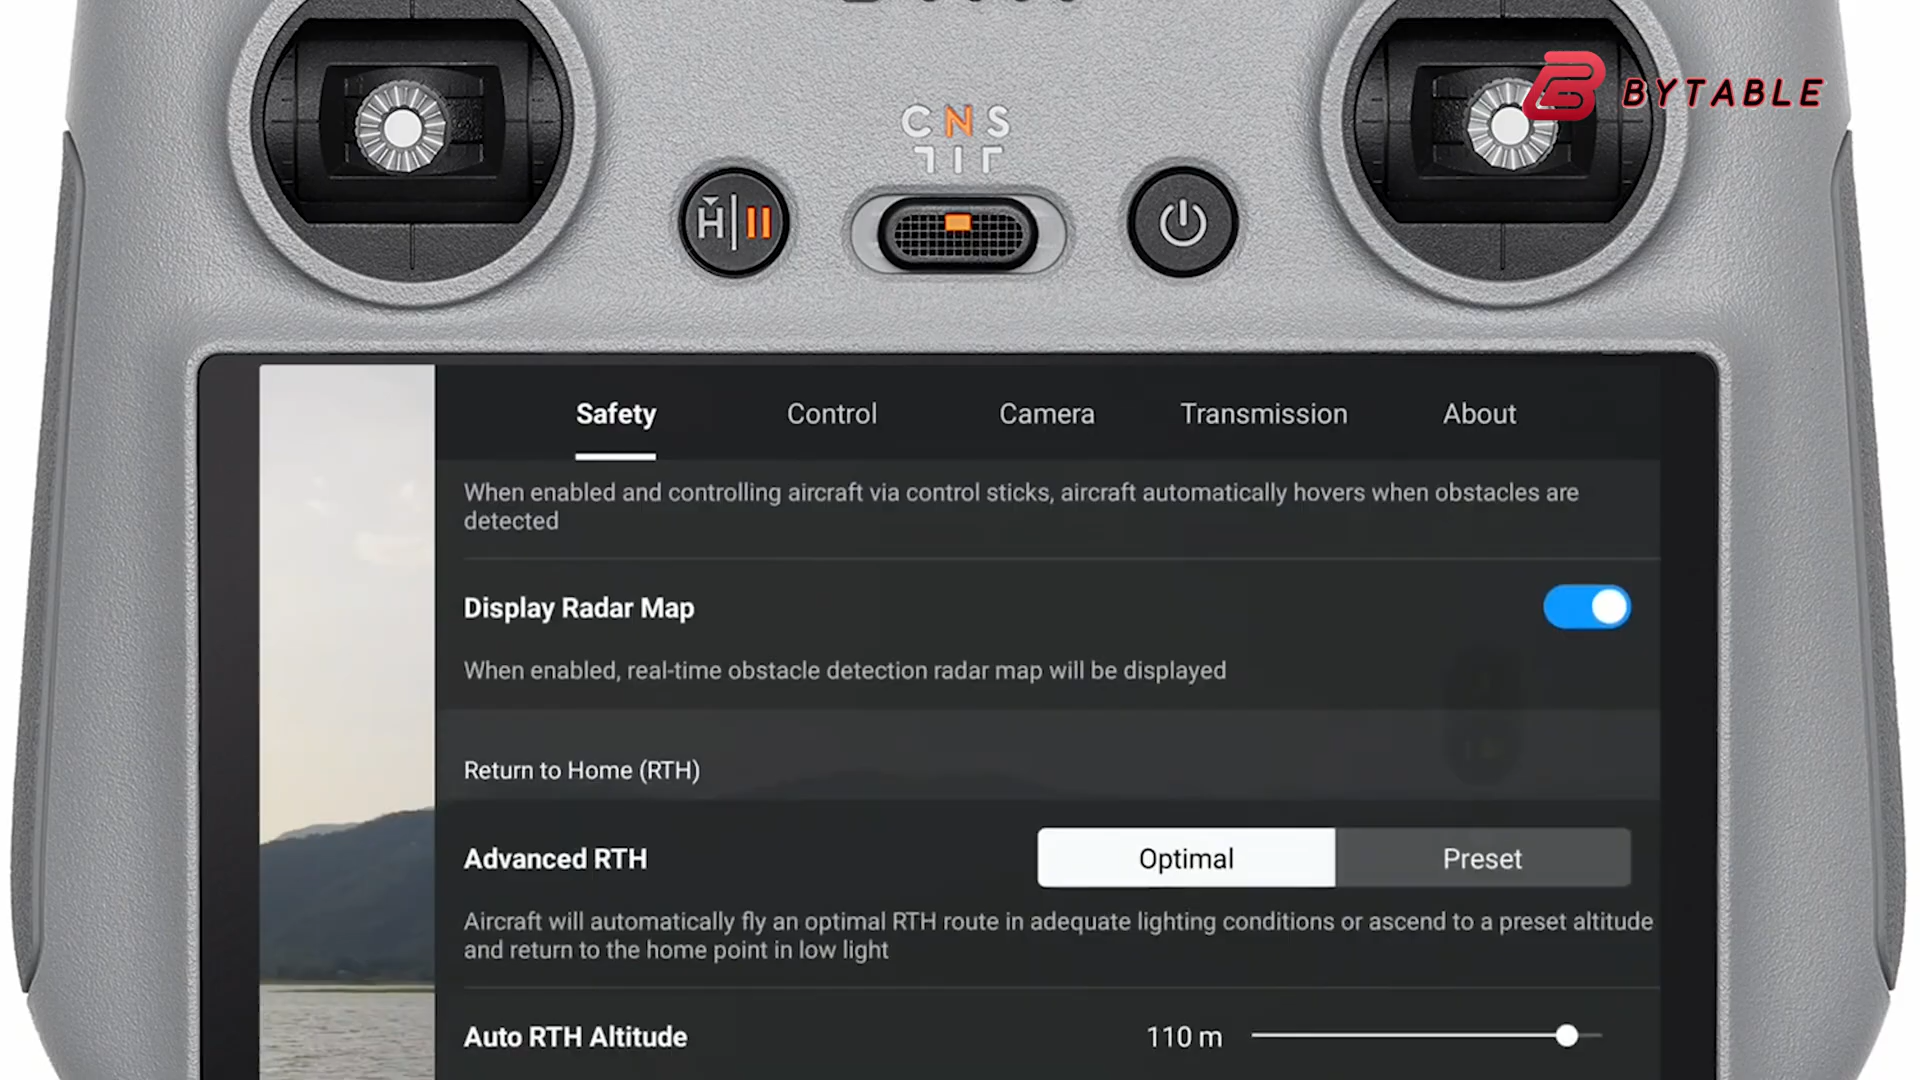 BYTABLE
C N S
H
Safety
Control
Camera
Transmission
About
When enabled and controlling aircraft via control sticks, aircraft automatically hovers when obstacles are
detected
Display Radar Map
When enabled, real-time obstacle detection radar map will be displayed
Return to Home (RTH)
Advanced RTH
Optimal
Preset
Aircraft will automatically fly an optimal RTH route in adequate lighting conditions or ascend to a preset altitude
and return to the home point in low light
Auto RTH Altitude
110 m